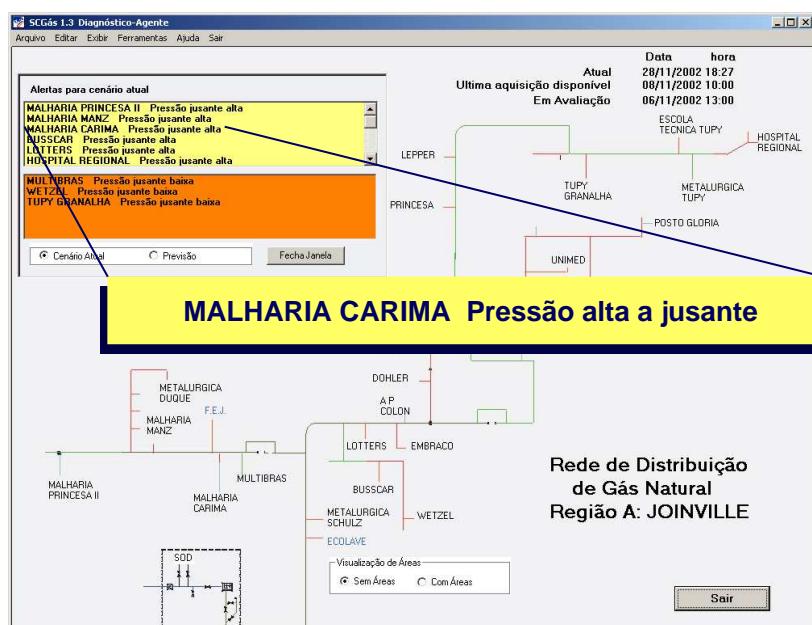 SCGás 1.3 Diagnóstico-Agente
Arquivo Editar Exibir Ferramentas Ajuda Sair
Data hora
Atual 28/11/2002 18:27
Ultima aquisição disponível 08/11/2002 10:00
Em Avaliação 06/11/2002 13:00
Alertas para cenário atual
MALHARIA PRINCESA II Pressão jusante alta
MALHARIA MANZ Pressão jusante alta
MALHARIA CARIMA Pressão jusante alta
BUSSCAR Pressão jusante alta
LOTTERS Pressão jusante alta
HOSPITAL REGIONAL Pressão jusante alta
MULTIBRAS Pressão jusante baixa
WETZEL Pressão jusante baixa
TUPY GRANALHA Pressão jusante baixa
Cenário Atual
Previsão
Fecha Janela
ESCOLA
TECNICA TUPY
HOSPITAL
REGIONAL
LEPPER
TUPY
GRANALHA
METALURGICA
TUPY
PRINCESA
POSTO GLORIA
UNIMED
MALHARIA CARIMA Pressão alta a jusante
DOHLER
METALURGICA
DUQUE
A P
COLON
F.E.J.
MALHARIA
MANZ
LOTTERS
EMBRACO
MULTIBRAS
MALHARIA
PRINCESA II
MALHARIA
CARIMA
BUSSCAR
METALURGICA
SCHULZ
WETZEL
ECOLAVE
Rede de Distribuição
de Gás Natural
Região A: JOINVILLE
SOD
Visualização de Áreas
Sem Áreas
Com Áreas
Sair